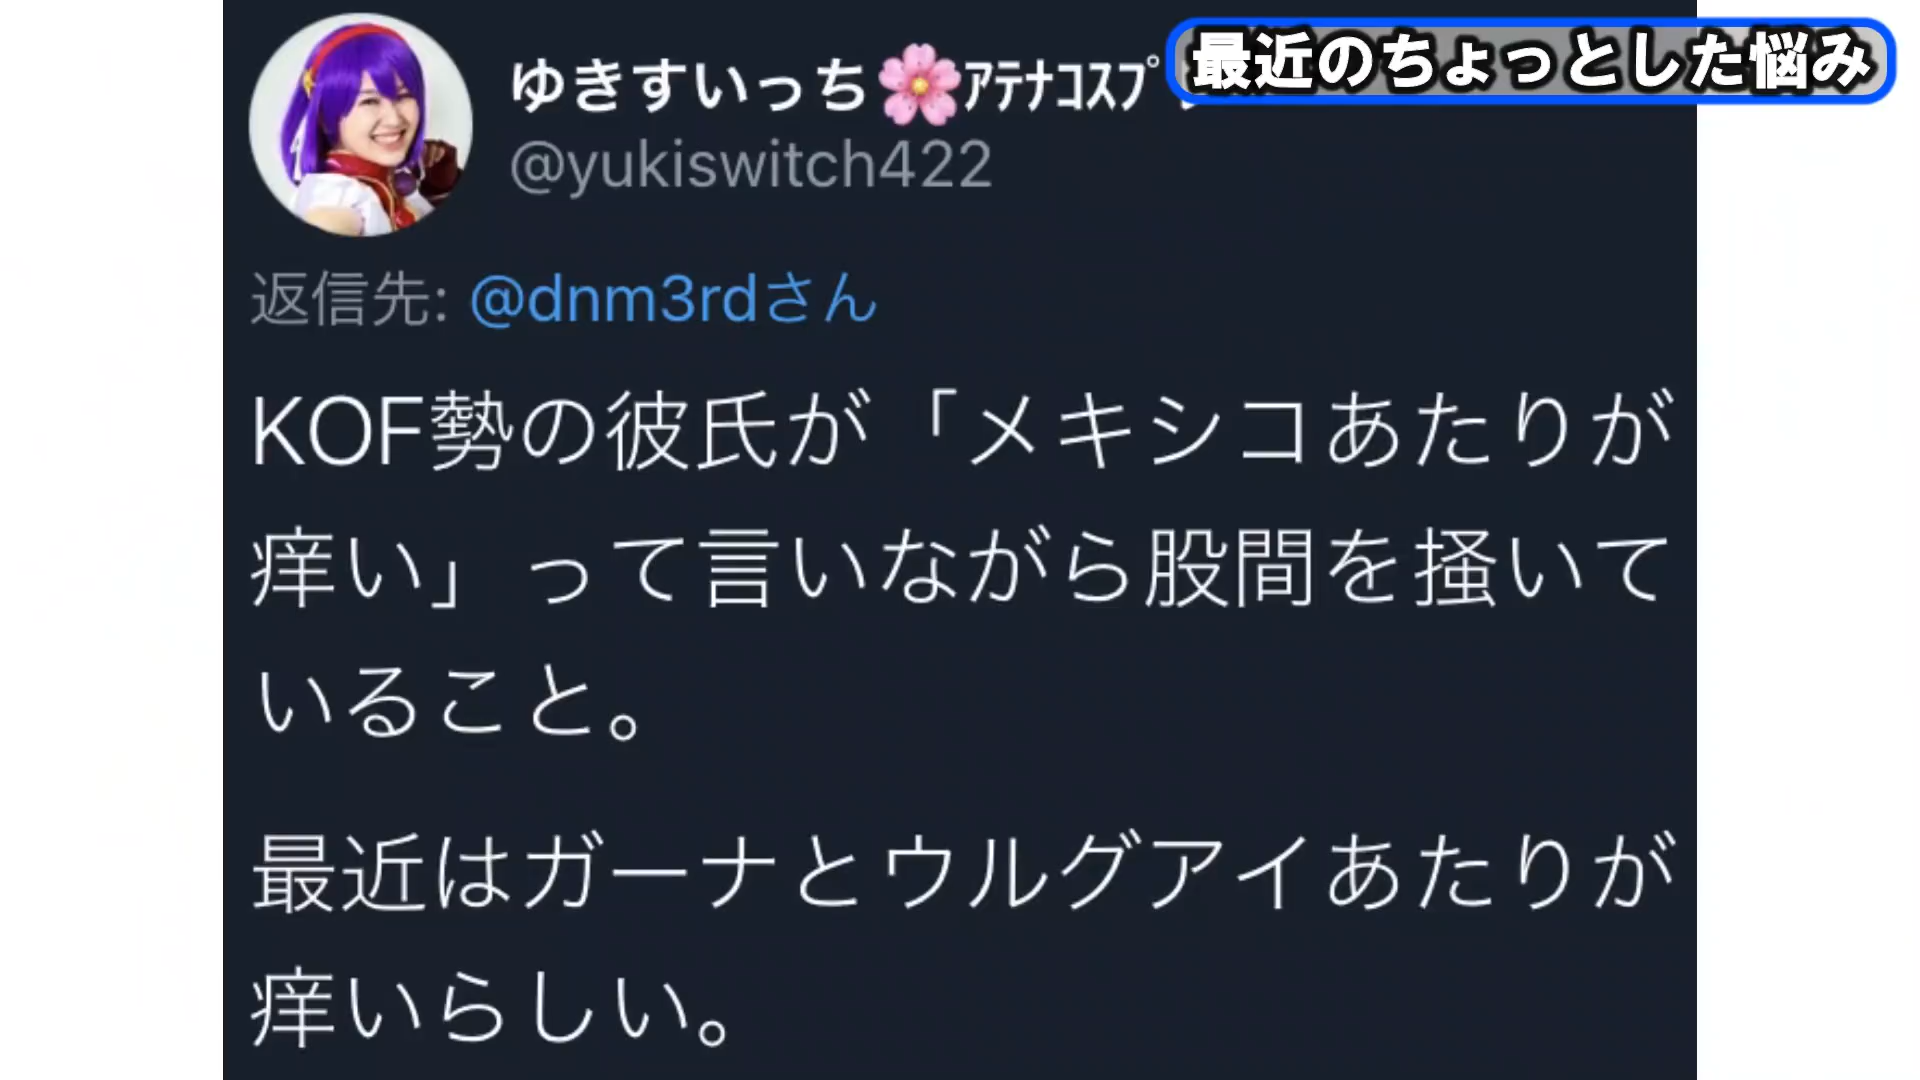 最近のちょっとした悩み
ゆきすいっち🌸ｱﾃﾅｺｽﾌﾟ
@yukiswitch422
返信先: @dnm3rdさん
KOF勢の彼氏が「メキシコあたりが
痒い」って言いながら股間を掻いて
いること。
最近はガーナとウルグアイあたりが
痒いらしい。